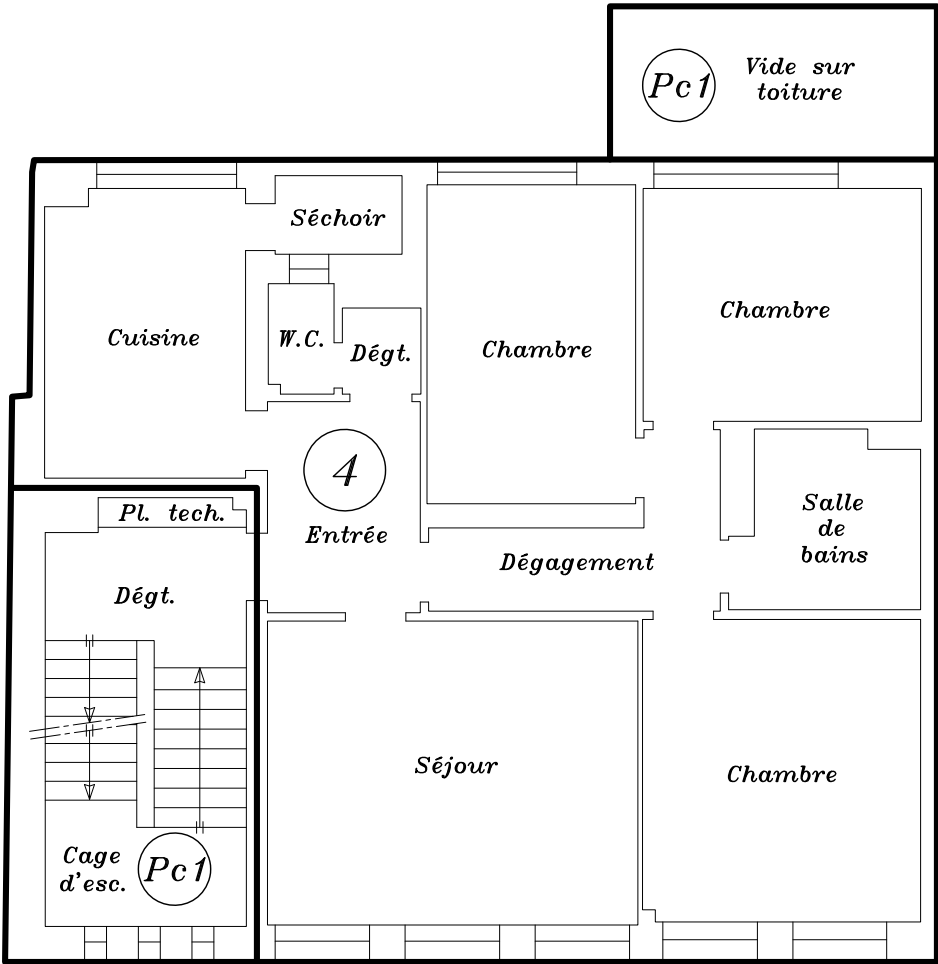 Pc1
Vide sur
toiture
Séchoir
Cuisine
W.C.
Dégt.
Chambre
Chambre
4
Entrée
Pl. tech.
Salle
de
bains
Dégagement
Dégt.
Séjour
Chambre
Cage
d'esc.
Pc1